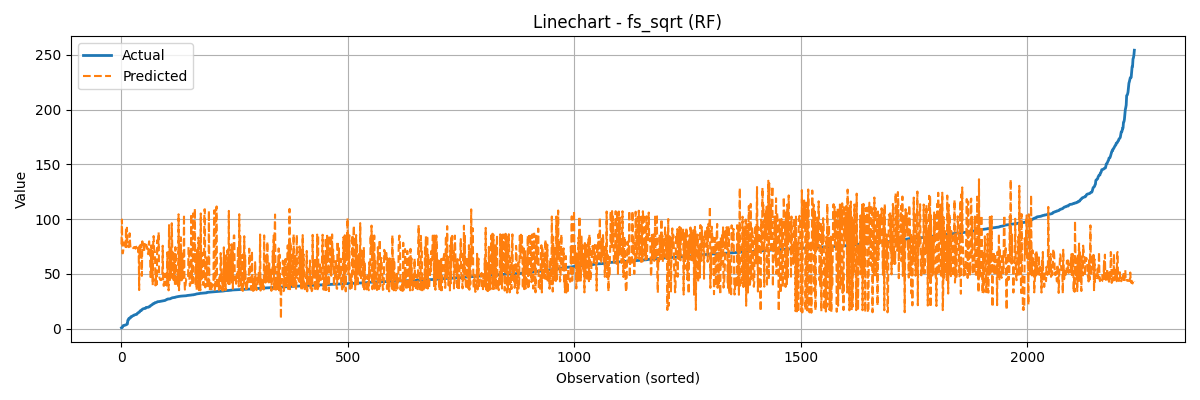 Linechart - fs_sqrt (RF)
Actual
Predicted
Value
250
200
150
100
50
0
0
500
1000
1500
2000
Observation (sorted)